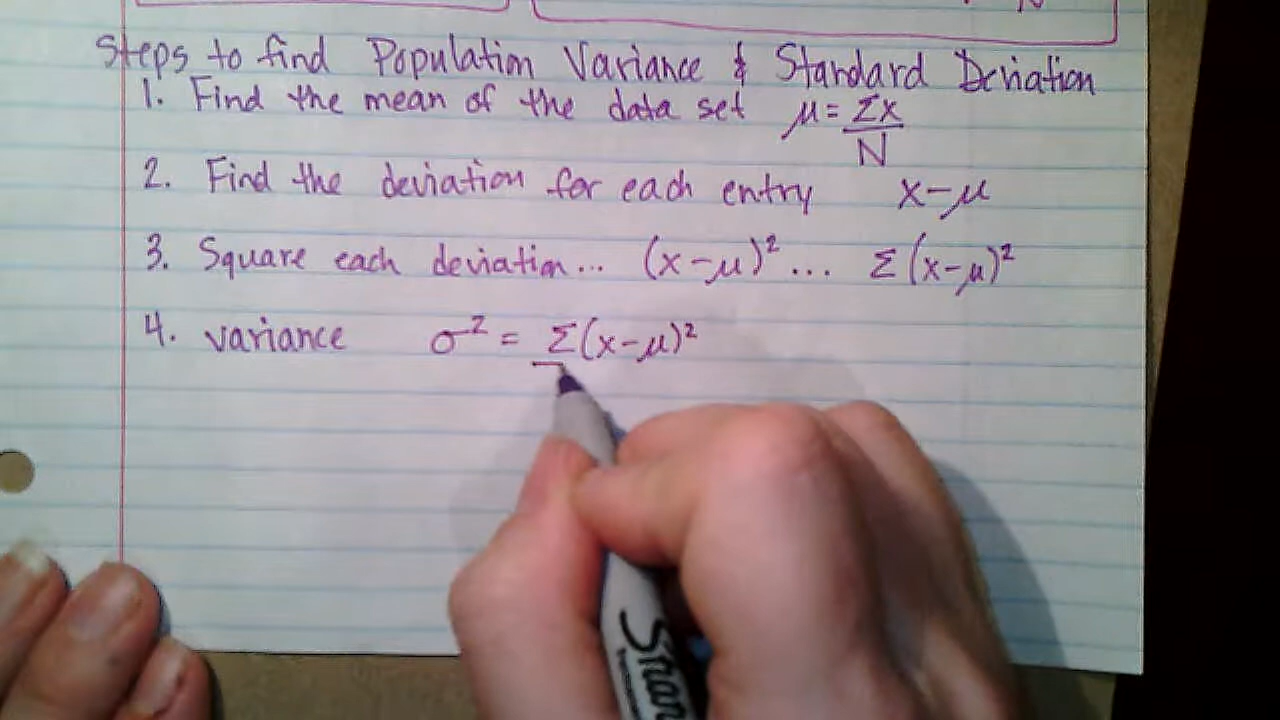 N
Steps to find Population Variance & Standard Deviation
1. Find the mean of the data set μ = Σx/N
2. Find the deviation for each entry x-μ
3. Square each deviation... (x-μ)² ... Σ(x-μ)²
4. variance σ² = Σ(x-μ)²